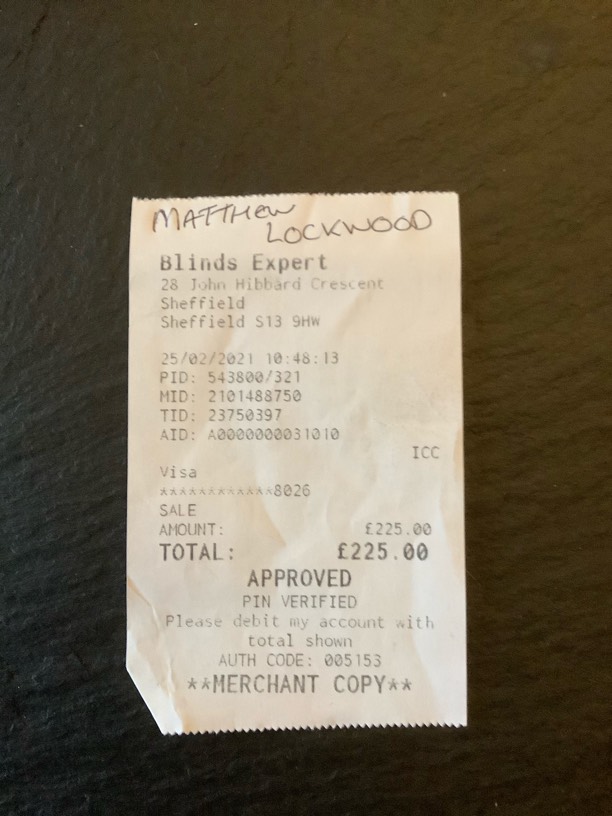 MATTHEW
LOCKWOOD
Blinds Expert
28 John Hibbard Crescent
Sheffield
Sheffield S13 9HW
25/02/2021 10:48:13
PID: 543800/321
MID: 2101488750
TID: 23750397
AID: A0000000031010
ICC
Visa
************8026
SALE
AMOUNT: £225.00
TOTAL: £225.00
APPROVED
PIN VERIFIED
Please debit my account with
total shown
AUTH CODE: 005153
**MERCHANT COPY**